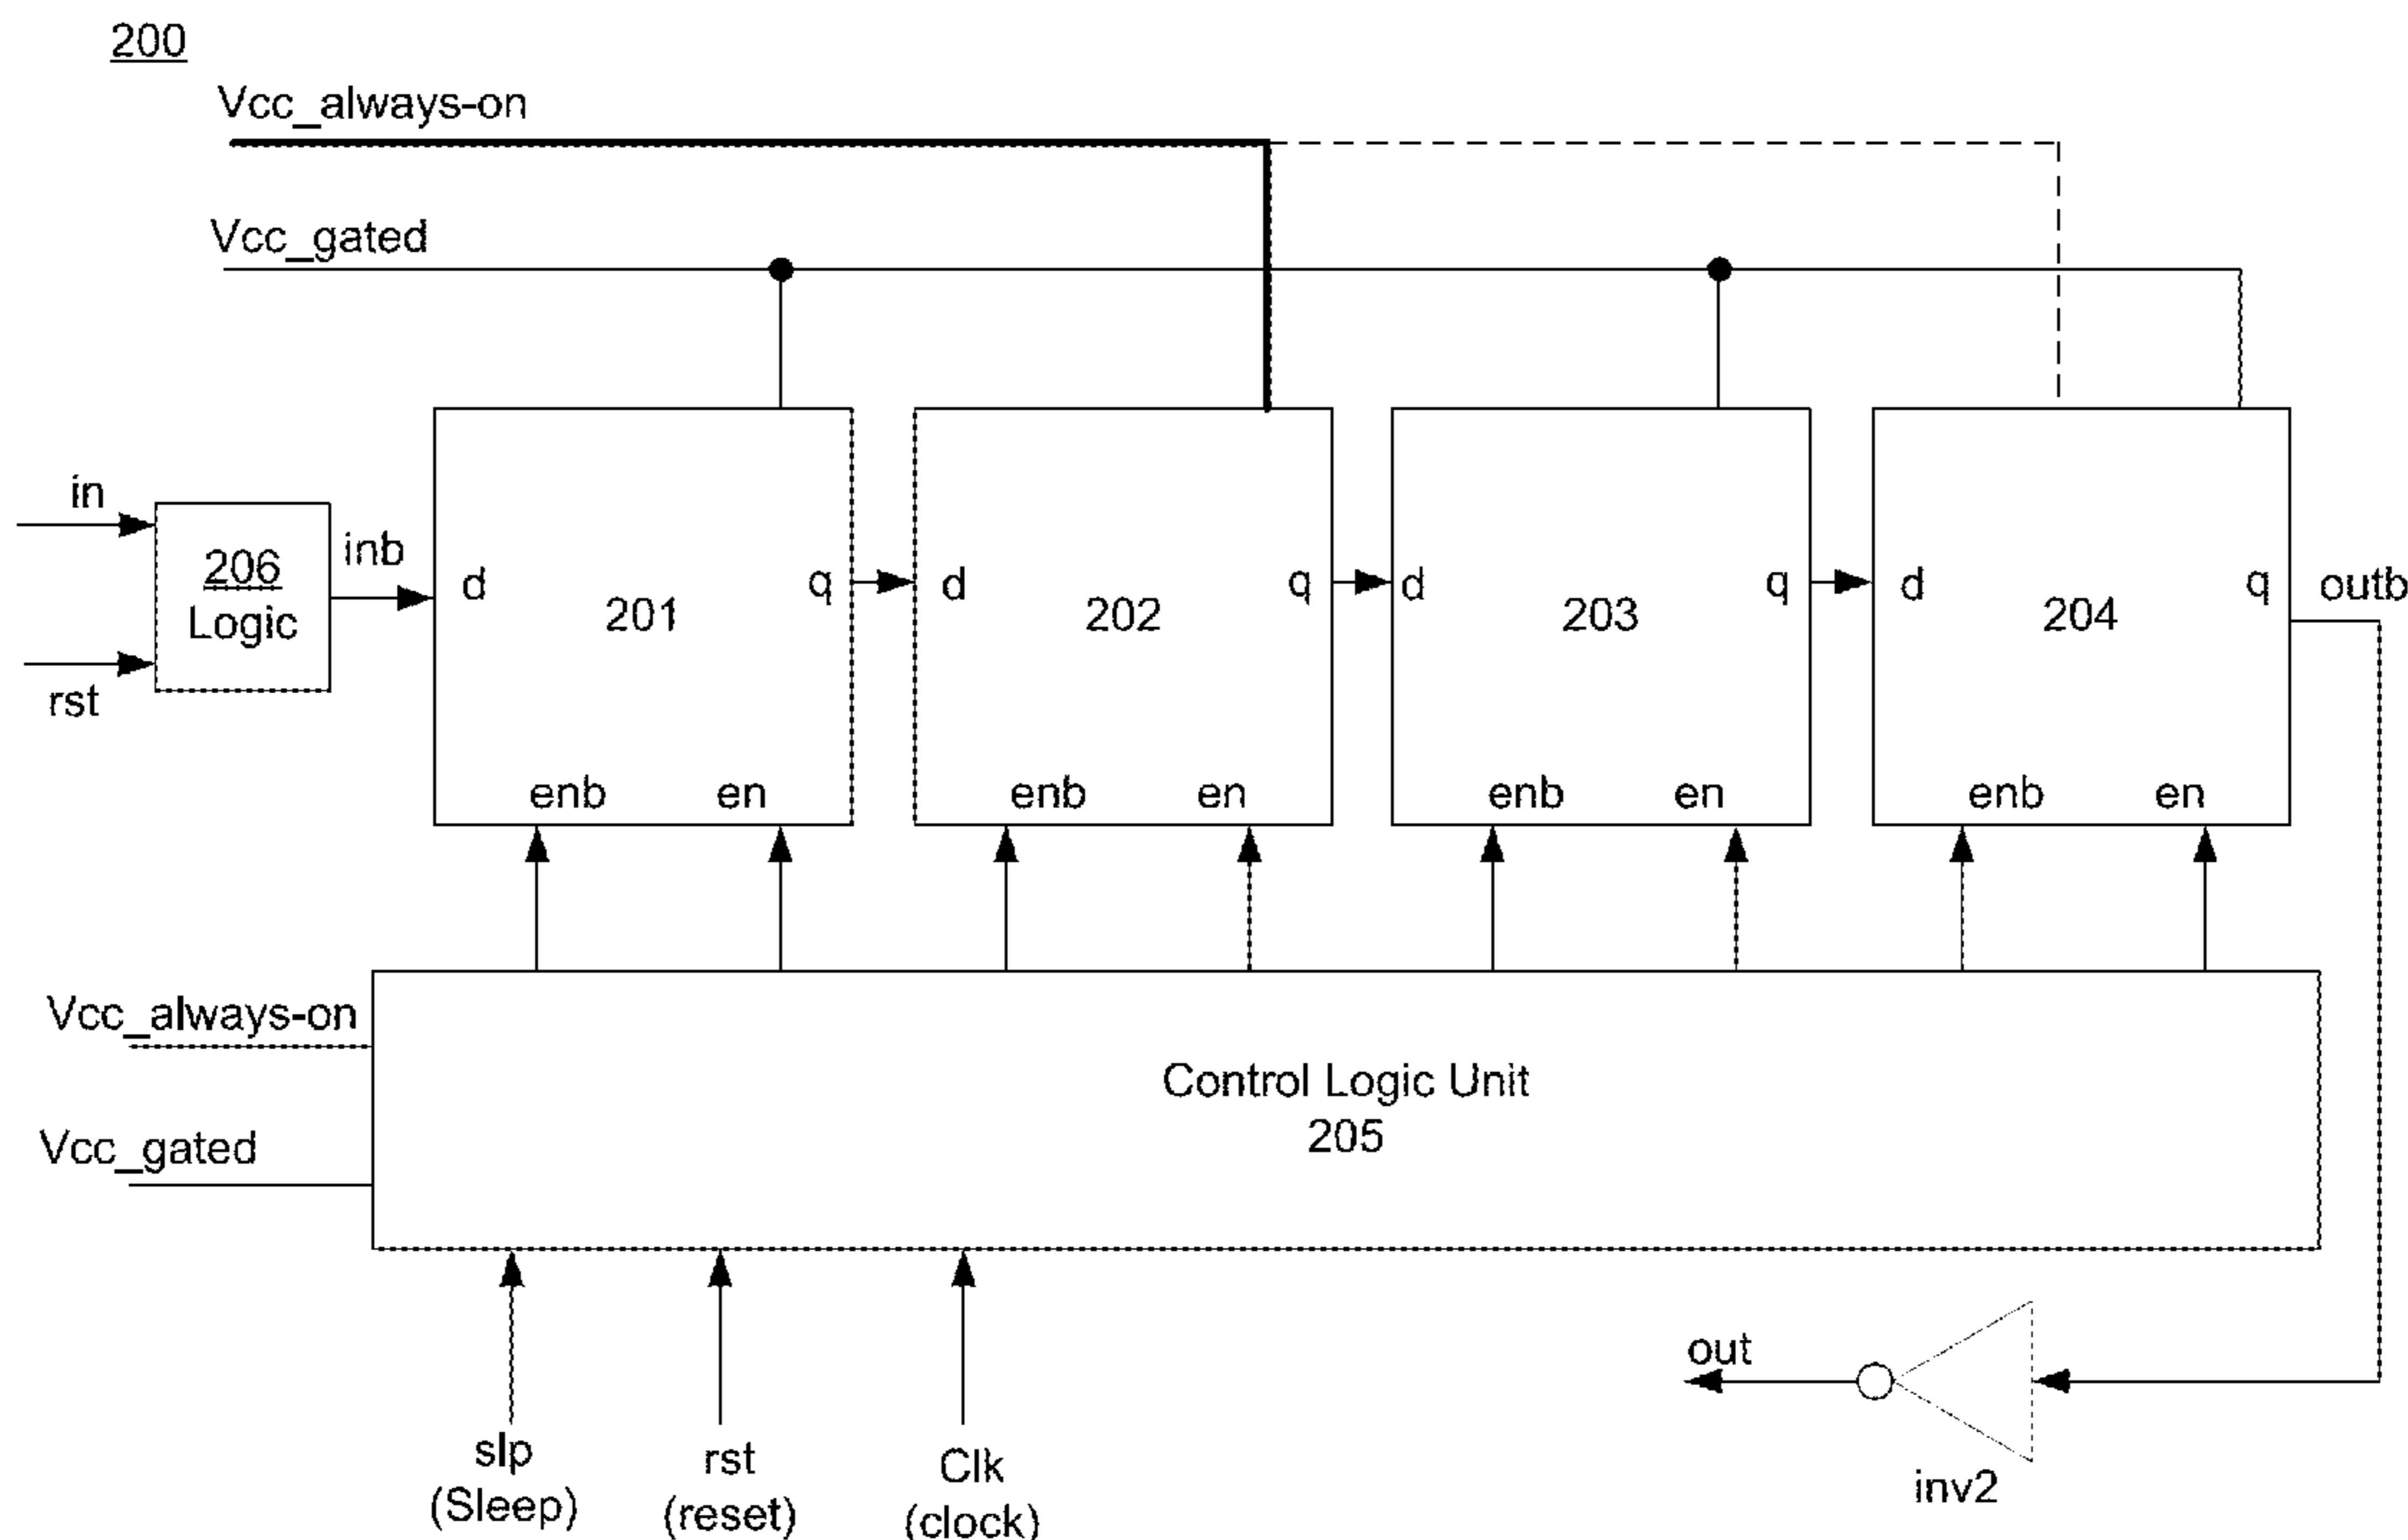 200
Vcc_always-on
Vcc_gated
in
rst
206
Logic
inb
d
201
q
enb
en
d
202
q
enb
en
d
203
q
enb
en
d
204
q
enb
en
outb
Vcc_always-on
Vcc_gated
Control Logic Unit
205
slp
(Sleep)
rst
(reset)
Clk
(clock)
out
inv2